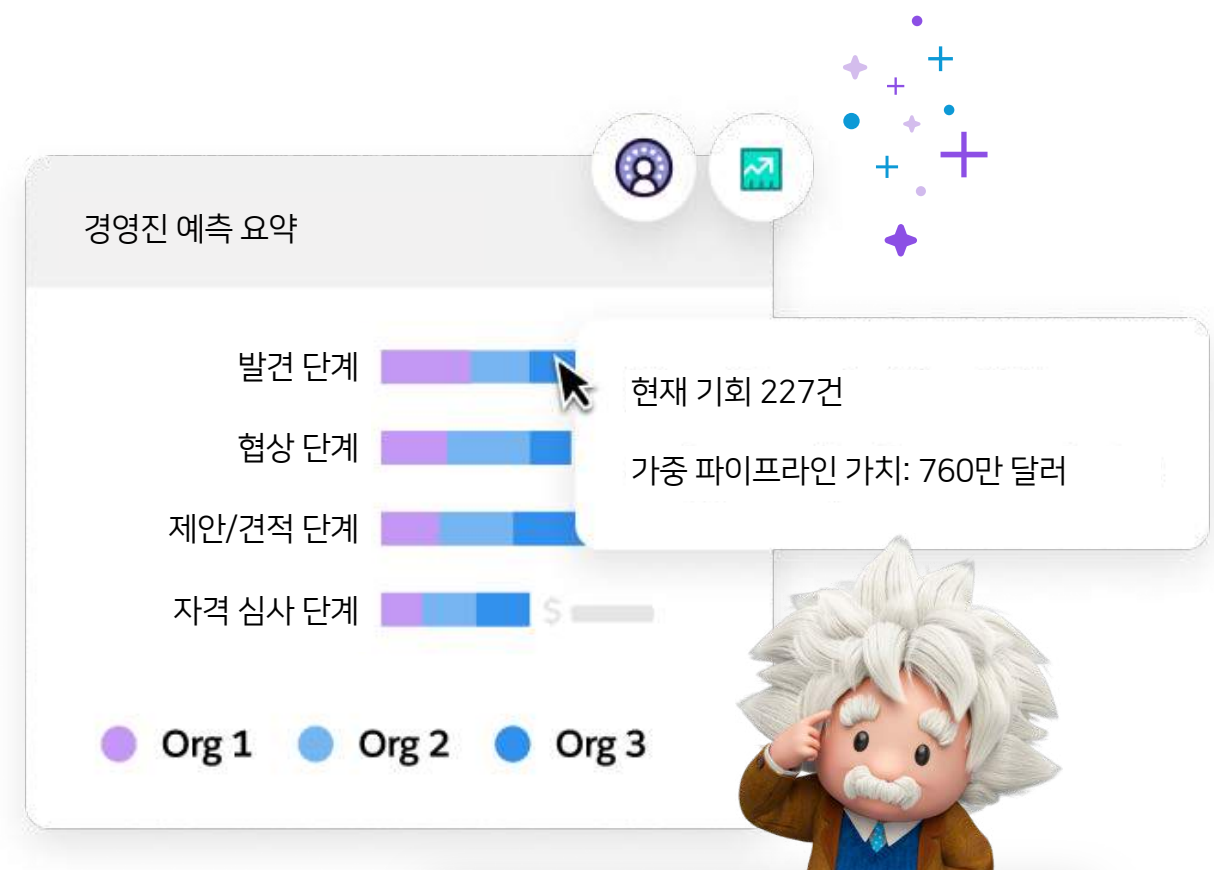 경영진 예측 요약
발견 단계
현재 기회 227건
협상 단계
가중 파이프라인 가치: 760만 달러
제안/견적 단계
자격 심사 단계
$
Org 1
Org 2
Org 3